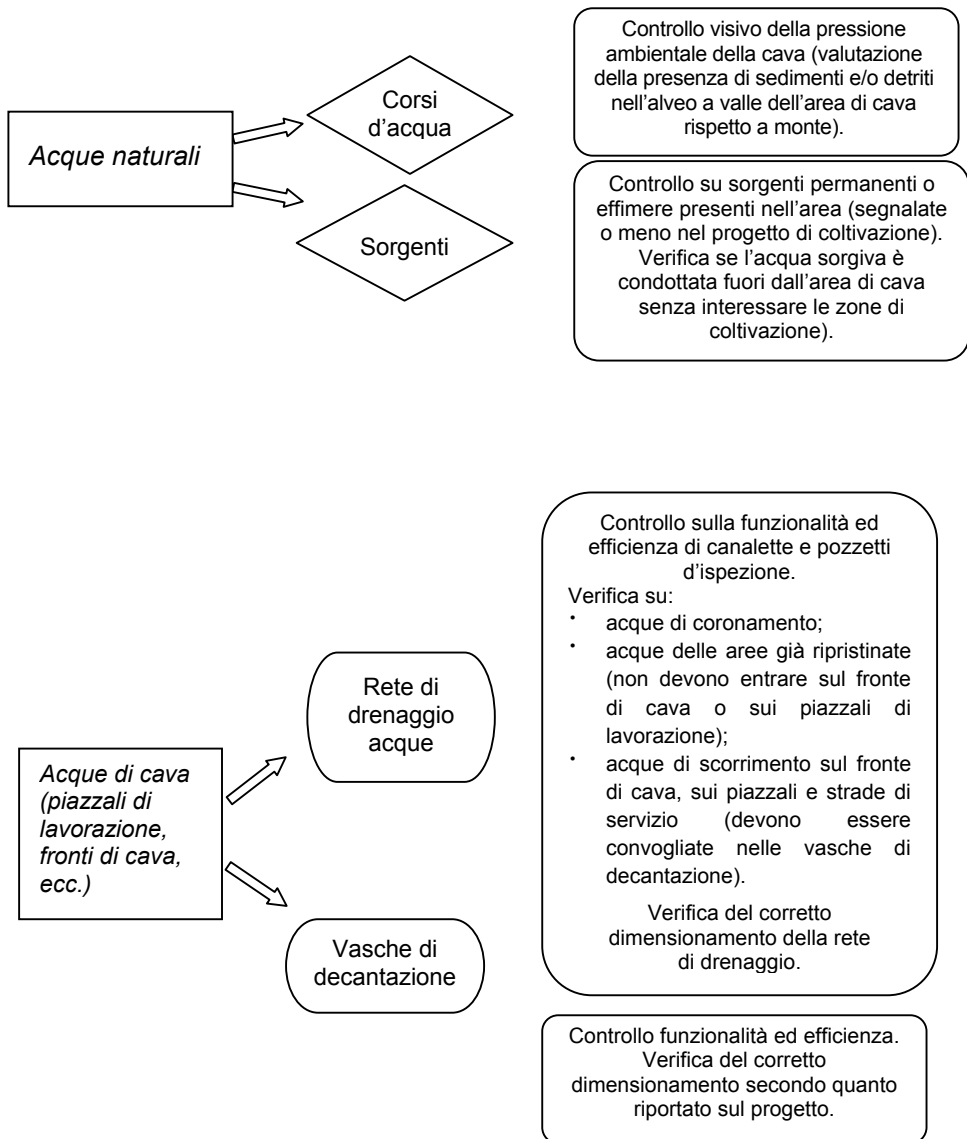 Acque naturali
Corsi
d'acqua
Sorgenti
Controllo visivo della pressione
ambientale della cava (valutazione
della presenza di sedimenti e/o detriti
nell'alveo a valle dell'area di cava
rispetto a monte).
Controllo su sorgenti permanenti o
effimere presenti nell'area (segnalate
o meno nel progetto di coltivazione).
Verifica se l'acqua sorgiva è
condottata fuori dall'area di cava
senza interessare le zone di
coltivazione).
Acque di cava
(piazzali di
lavorazione,
fronti di cava,
ecc.)
Rete di
drenaggio
acque
Vasche di
decantazione
Controllo sulla funzionalità ed
efficienza di canalette e pozzetti
d'ispezione.
Verifica su:
· acque di coronamento;
· acque delle aree già ripristinate
(non devono entrare sul fronte
di cava o sui piazzali di
lavorazione);
· acque di scorrimento sul fronte
di cava, sui piazzali e strade di
servizio (devono essere
convogliate nelle vasche di
decantazione).
Verifica del corretto
dimensionamento della rete
di drenaggio.
Controllo funzionalità ed efficienza.
Verifica del corretto
dimensionamento secondo quanto
riportato sul progetto.